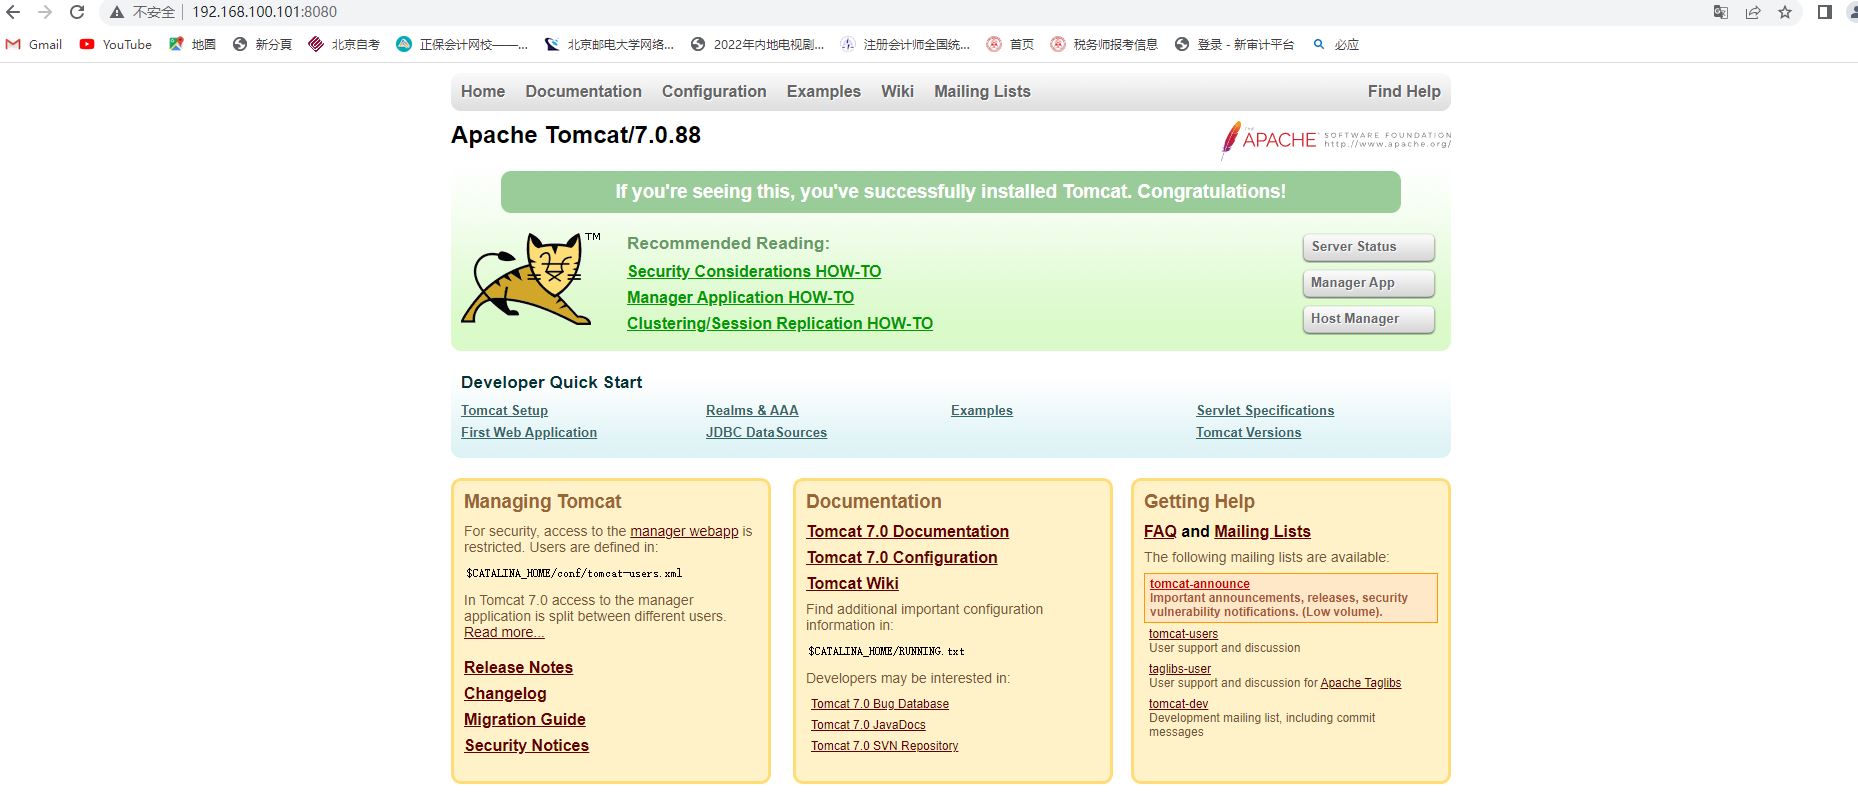 不安全 192.168.100.101:8080
Gmail YouTube 地圖 新分頁 北京自考 正保会计网校——... 北京邮电大学网络... 2022年内地电视剧... 注册会计师全国统... 首页 税务师报考信息 登录 - 新审计平台 必应
Home Documentation Configuration Examples Wiki Mailing Lists Find Help
Apache Tomcat/7.0.88
THE APACHE SOFTWARE FOUNDATION
http://www.apache.org/
If you're seeing this, you've successfully installed Tomcat. Congratulations!
TM
Recommended Reading:
Security Considerations HOW-TO
Manager Application HOW-TO
Clustering/Session Replication HOW-TO
Server Status
Manager App
Host Manager
Developer Quick Start
Tomcat Setup
First Web Application
Realms & AAA
JDBC DataSources
Examples
Servlet Specifications
Tomcat Versions
Managing Tomcat
For security, access to the manager webapp is
restricted. Users are defined in:
$CATALINA_HOME/conf/tomcat-users.xml
In Tomcat 7.0 access to the manager
application is split between different users.
Read more...
Release Notes
Changelog
Migration Guide
Security Notices
Documentation
Tomcat 7.0 Documentation
Tomcat 7.0 Configuration
Tomcat Wiki
Find additional important configuration
information in:
$CATALINA_HOME/RUNNING.txt
Developers may be interested in:
Tomcat 7.0 Bug Database
Tomcat 7.0 JavaDocs
Tomcat 7.0 SVN Repository
Getting Help
FAQ and Mailing Lists
The following mailing lists are available:
tomcat-announce
Important announcements, releases, security
vulnerability notifications. (Low volume).
tomcat-users
User support and discussion
taglibs-user
User support and discussion for Apache Taglibs
tomcat-dev
Development mailing list, including commit
messages